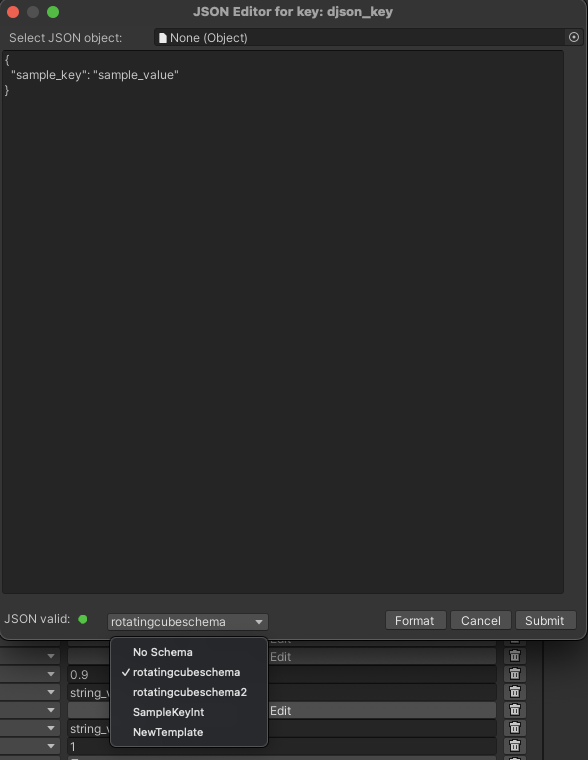 JSON Editor for key: djson_key
Select JSON object: None (Object)
{
"sample_key": "sample_value"
}
JSON valid: rotatingcubeschema Format Cancel Submit
No Schema
Edit
rotatingcubeschema
0.9
rotatingcubeschema2
string_v
SampleKeyInt
Edit
NewTemplate
string_v
1